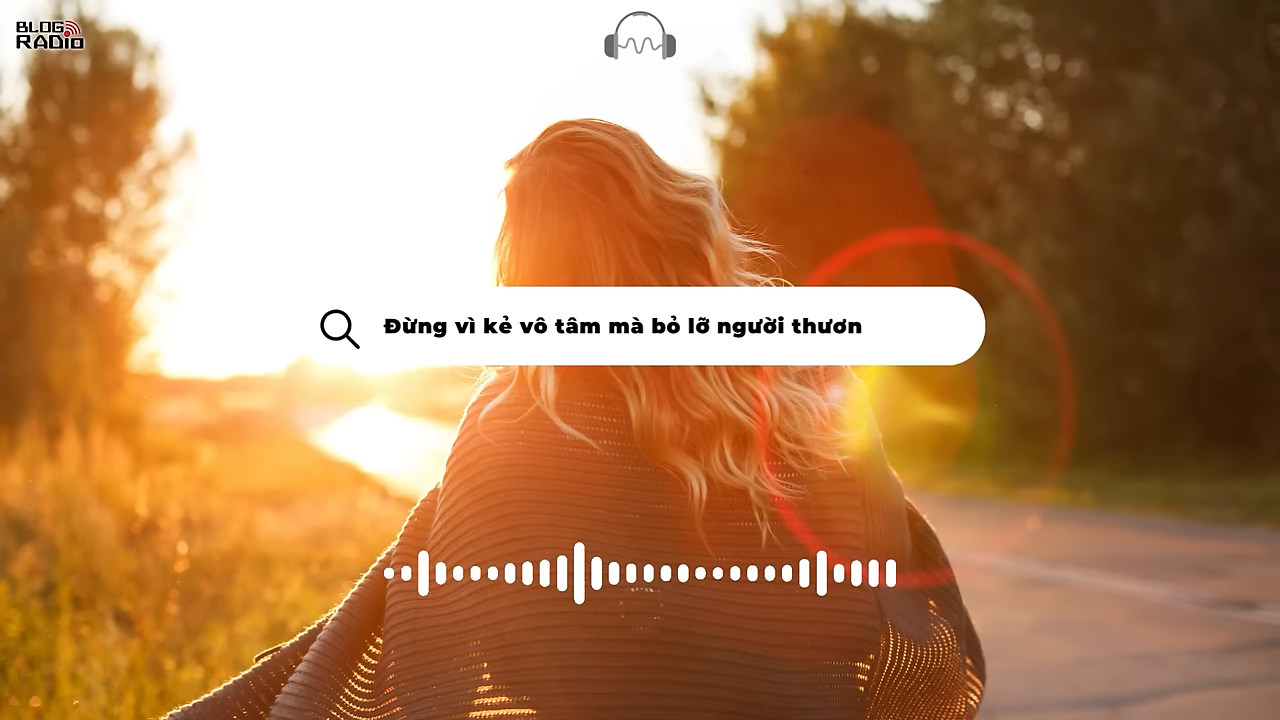 BLOG
RADIO
Đừng vì kẻ vô tâm mà bỏ lỡ người thươn